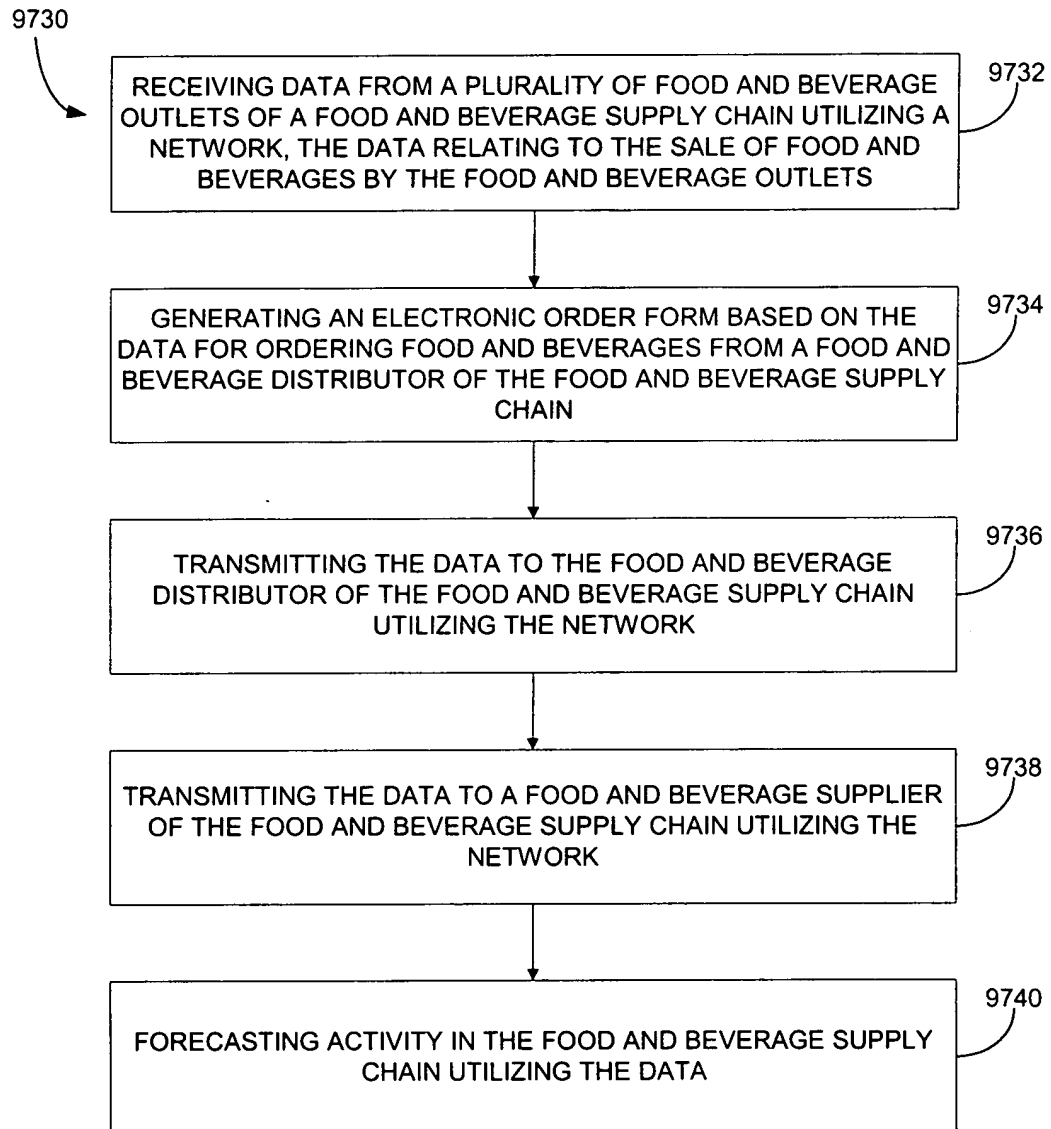 9730
9732
RECEIVING DATA FROM A PLURALITY OF FOOD AND BEVERAGE
OUTLETS OF A FOOD AND BEVERAGE SUPPLY CHAIN UTILIZING A
NETWORK, THE DATA RELATING TO THE SALE OF FOOD AND
BEVERAGES BY THE FOOD AND BEVERAGE OUTLETS
9734
GENERATING AN ELECTRONIC ORDER FORM BASED ON THE
DATA FOR ORDERING FOOD AND BEVERAGES FROM A FOOD AND
BEVERAGE DISTRIBUTOR OF THE FOOD AND BEVERAGE SUPPLY
CHAIN
9736
TRANSMITTING THE DATA TO THE FOOD AND BEVERAGE
DISTRIBUTOR OF THE FOOD AND BEVERAGE SUPPLY CHAIN
UTILIZING THE NETWORK
9738
TRANSMITTING THE DATA TO A FOOD AND BEVERAGE SUPPLIER
OF THE FOOD AND BEVERAGE SUPPLY CHAIN UTILIZING THE
NETWORK
9740
FORECASTING ACTIVITY IN THE FOOD AND BEVERAGE SUPPLY
CHAIN UTILIZING THE DATA